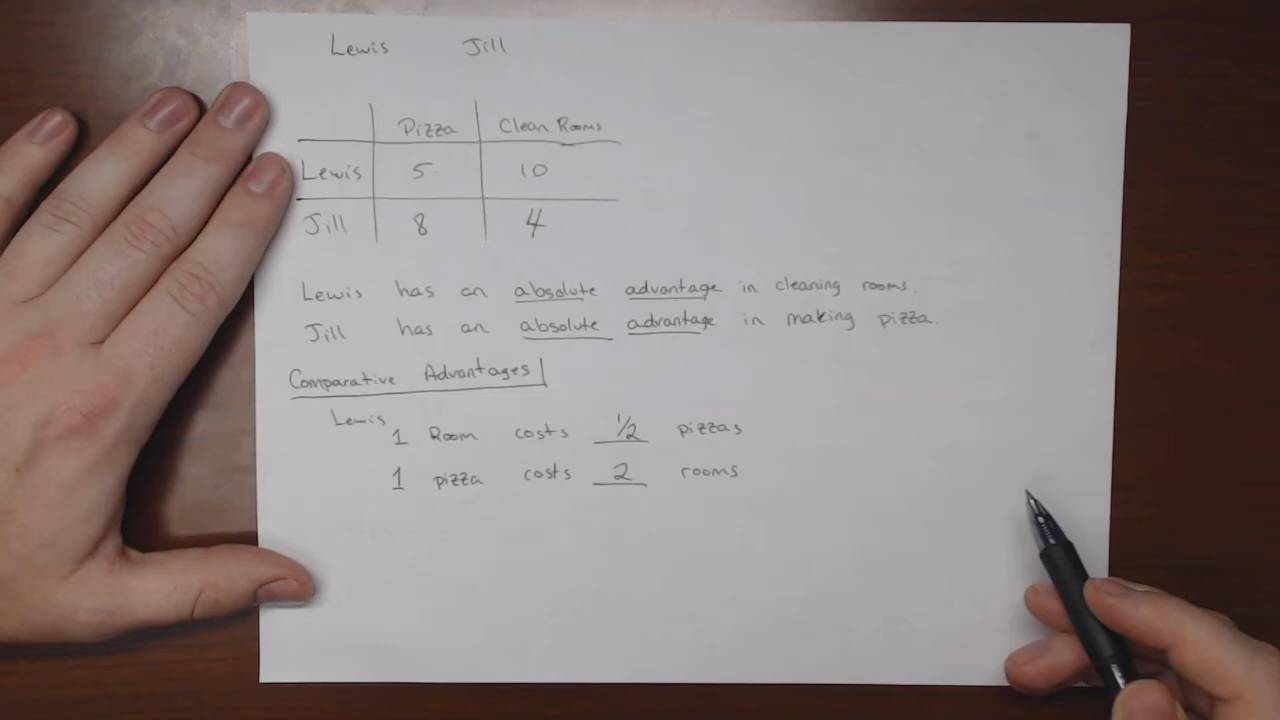 Lewis Jill
Pizza Clean Rooms
Lewis 5 10
Jill 8 4
Lewis has an absolute advantage in cleaning rooms.
Jill has an absolute advantage in making pizza.
Comparative Advantages
Lewis
1 Room costs 1/2 pizzas
1 pizza costs 2 rooms